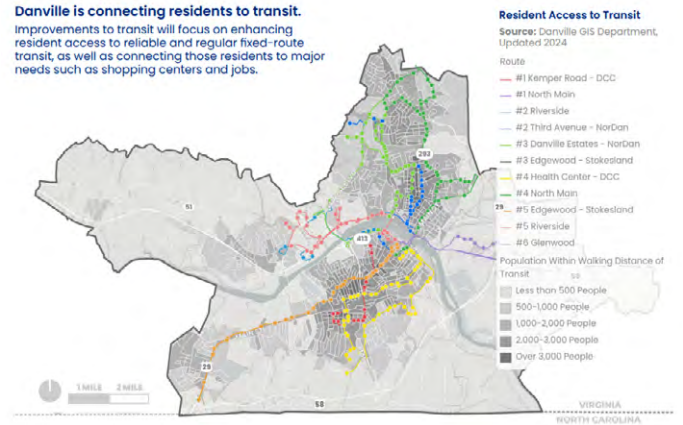 Danville is connecting residents to transit.
Improvements to transit will focus on enhancing
resident access to reliable and regular fixed-route
transit, as well as connecting those residents to major
needs such as shopping centers and jobs.
Resident Access to Transit
Source: Danville GIS Department,
Updated 2024
Route
#1 Kemper Road - DCC
#1 North Main
#2 Riverside
#2 Third Avenue - NorDan
#3 Danville Estates - NorDan
#3 Edgewood - Stokesland
#4 Health Center - DCC
#4 North Main
#5 Edgewood - Stokesland
#5 Riverside
#6 Glenwood
Population Within Walking Distance of
Transit
Less than 500 People
500-1,000 People
1,000-2,000 People
2,000-3,000 People
Over 3,000 People
293
51
29
413
29
58
1 MILE 2 MILE
VIRGINIA
NORTH CAROLINA